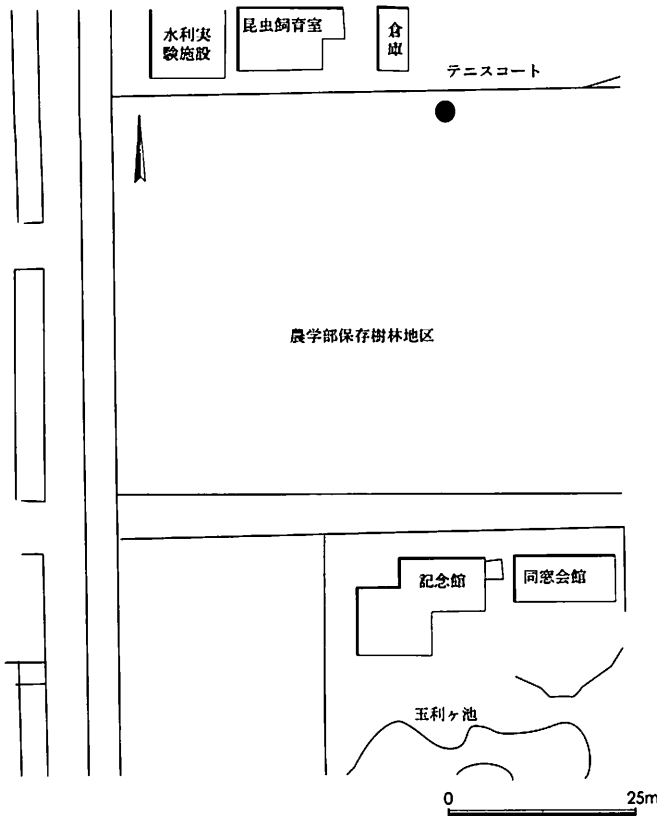 水利実
験施設
昆虫飼育室
倉
庫
テニスコート
農学部保存樹林地区
記念館
同窓会館
玉利ヶ池
0
25m